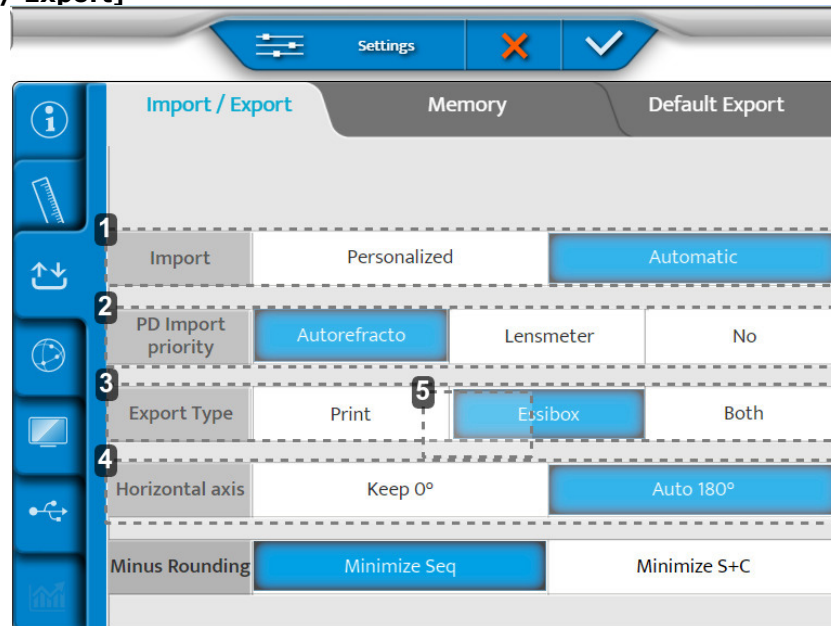 y Export]
Settings
Import / Export Memory Default Export
1
Import Personalized Automatic
2
PD Import
priority Autorefracto Lensmeter No
3
5
Export Type Print Essibox Both
4
Horizontal axis Keep 0° Auto 180°
Minus Rounding Minimize Seq Minimize S+C